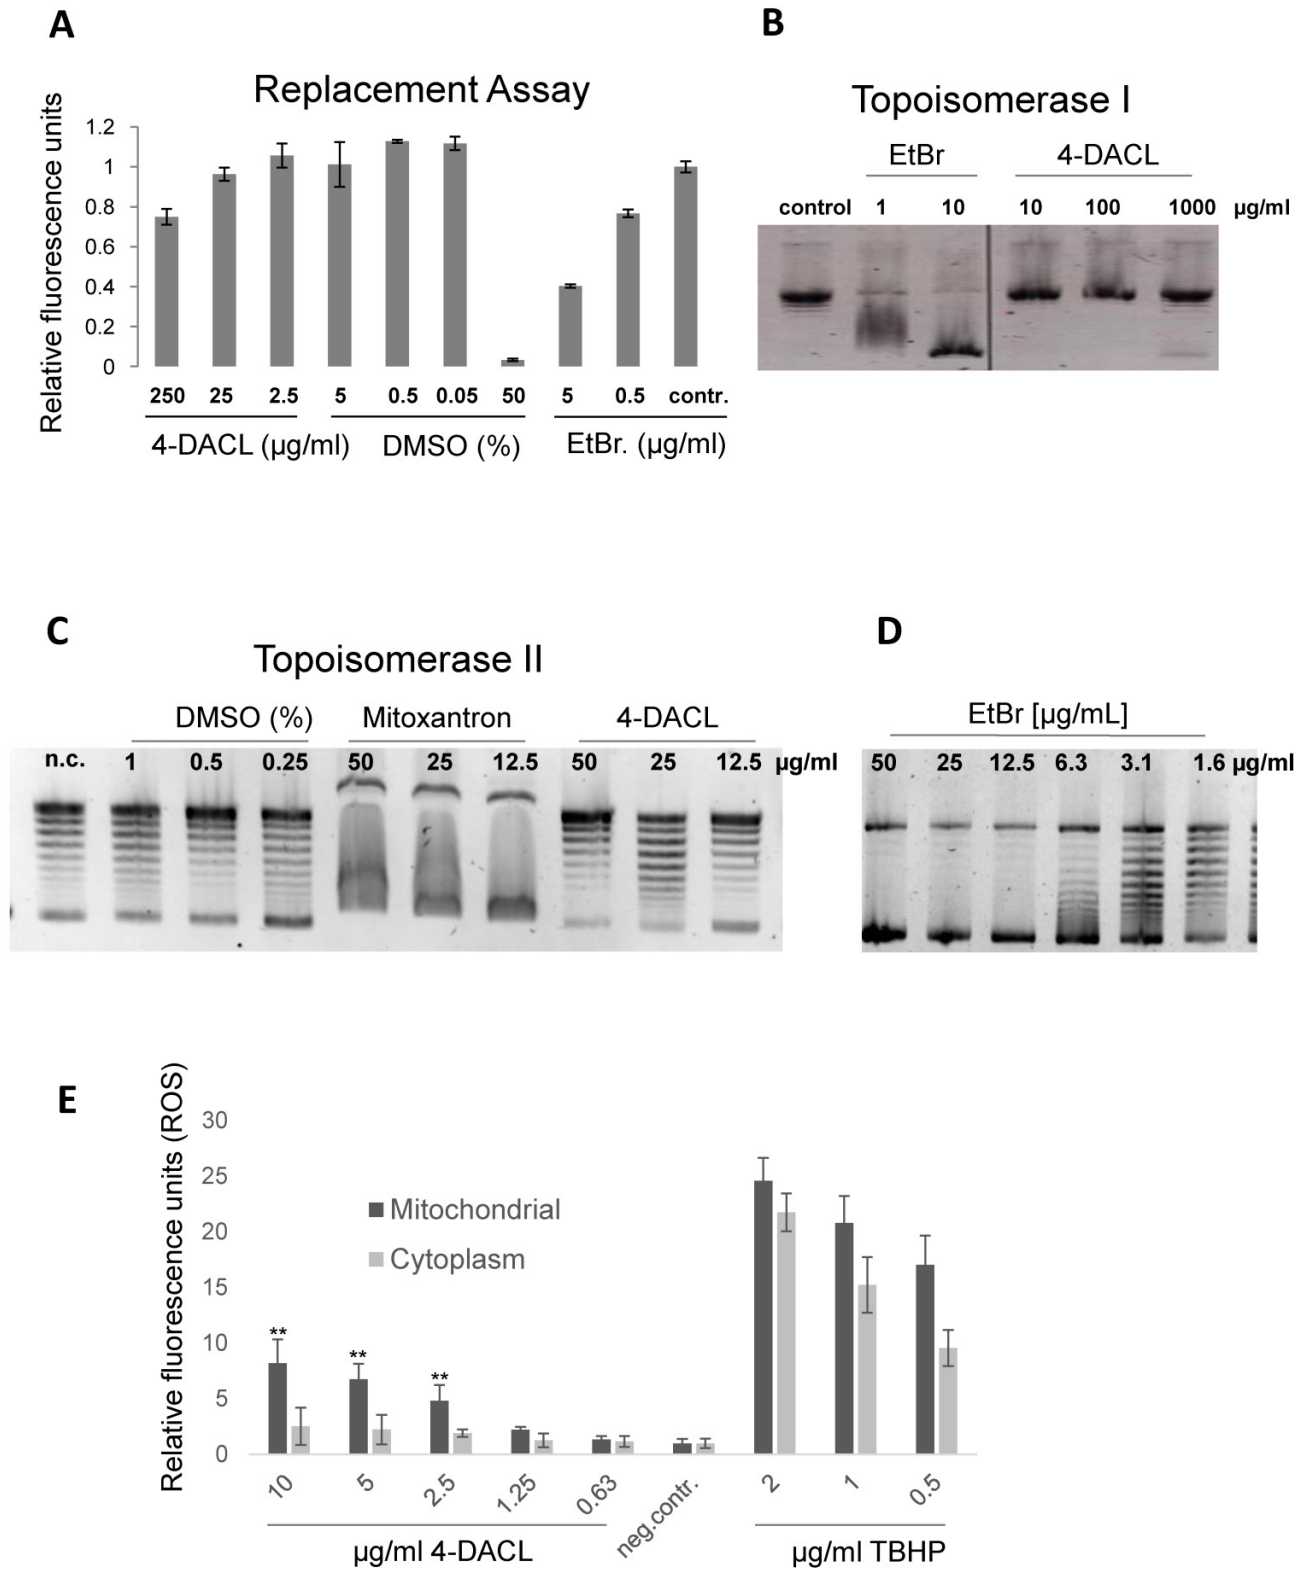 A
Replacement Assay
Relative fluorescence units
1.2
1
0.8
0.6
0.4
0.2
0
250 25 2.5 5 0.5 0.05 50 5 0.5 contr.
4-DACL (µg/ml) DMSO (%) EtBr. (µg/ml)
B
Topoisomerase I
EtBr 4-DACL
control 1 10 10 100 1000 µg/ml
C
Topoisomerase II
DMSO (%) Mitoxantron 4-DACL
n.c. 1 0.5 0.25 50 25 12.5 50 25 12.5 µg/ml
D
EtBr [µg/mL]
50 25 12.5 6.3 3.1 1.6 µg/ml
E
Relative fluorescence units (ROS)
30
25
20
15
10
5
0
Mitochondrial
Cytoplasm
** ** **
10 5 2.5 1.25 0.63 neg.contr. 2 1 0.5
µg/ml 4-DACL µg/ml TBHP